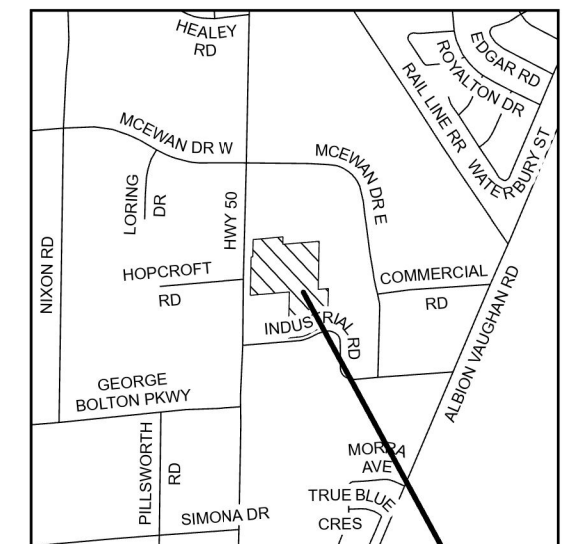 HEALEY
RD
EDGAR RD
ROYALTON DR
RAIL LINE RR
WATERBURY ST
MCEWAN DR W
MCEWAN DR E
LORING
DR
HWY 50
NIXON RD
HOPCROFT
RD
COMMERCIAL
RD
INDUSTRIAL
RD
ALBION VAUGHAN RD
GEORGE
BOLTON PKWY
PILLSWORTH
RD
MORRA
AVE
TRUE BLUE
CRES
SIMONA DR